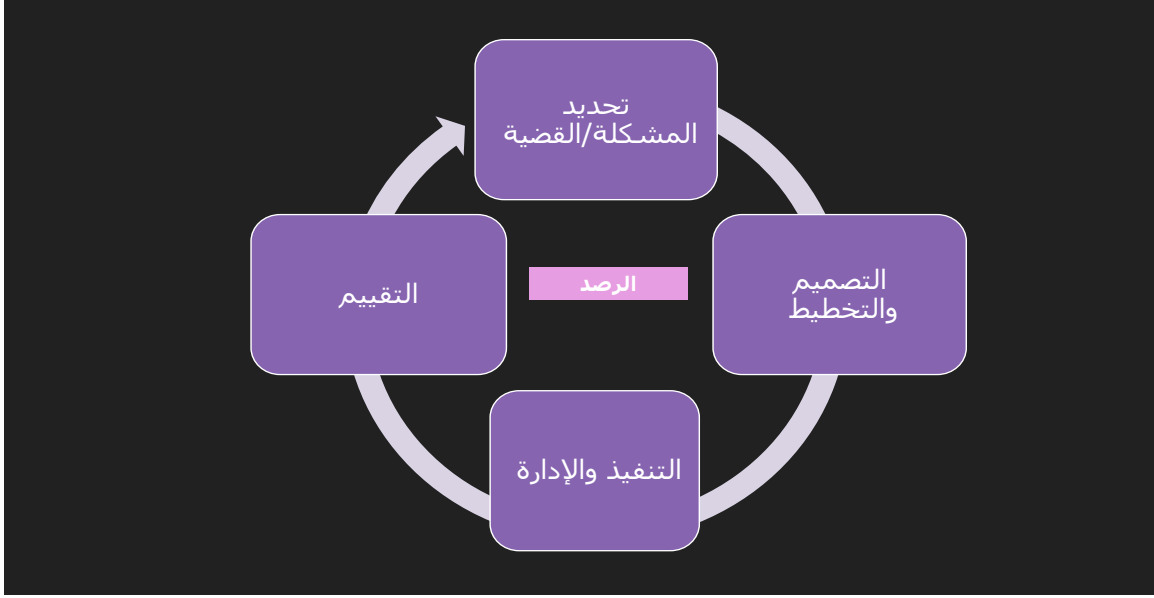 تحديد
المشكلة/القضية
التصميم
والتخطيط
التنفيذ والإدارة
التقييم
الرصد